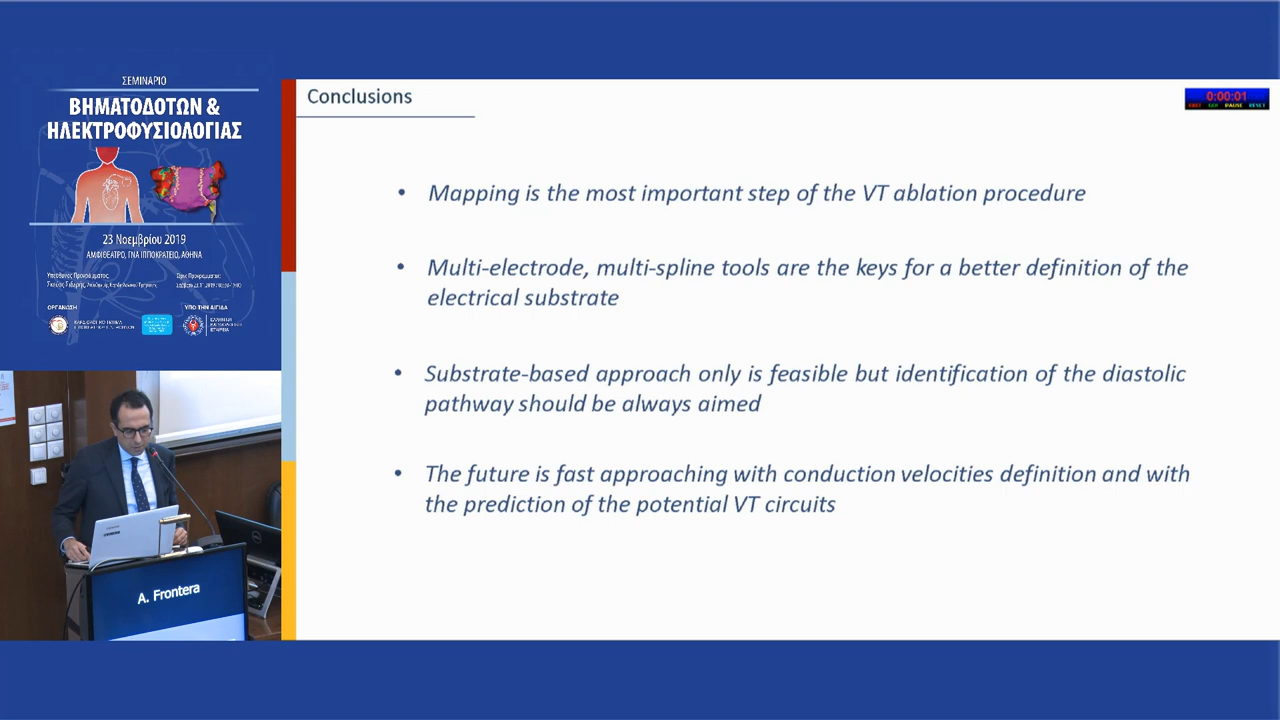 ΣΕΜΙΝΑΡΙΟ
ΒΗΜΑΤΟΔΟΤΩΝ &
ΗΛΕΚΤΡΟΦΥΣΙΟΛΟΓΙΑΣ
23 Νοεμβρίου 2019
ΑΜΦΙΘΕΑΤΡΟ, ΓΝΑ ΙΠΠΟΚΡΑΤΕΙΟ, ΑΘΗΝΑ
Υπεύθυνος Προγράμματος:
ΟΡΓΑΝΩΣΗ
ΥΠΟ ΤΗΝ ΑΙΓΙΔΑ
A. Frontera
Conclusions
0:00:01
PAUSE RESET
• Mapping is the most important step of the VT ablation procedure
• Multi-electrode, multi-spline tools are the keys for a better definition of the
electrical substrate
• Substrate-based approach only is feasible but identification of the diastolic
pathway should be always aimed
• The future is fast approaching with conduction velocities definition and with
the prediction of the potential VT circuits